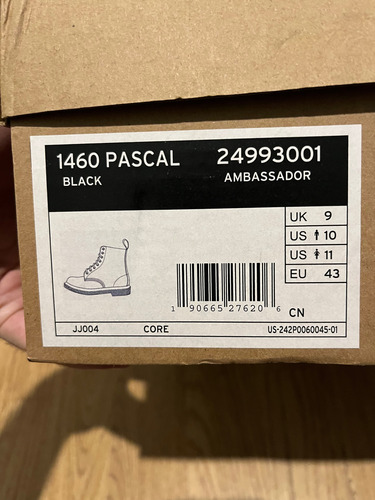 1460 PASCAL 24993001
BLACK AMBASSADOR
UK 9
US 10
US 11
EU 43
1 90665 27620 6
CN
JJ004 CORE US-242P0060045-01